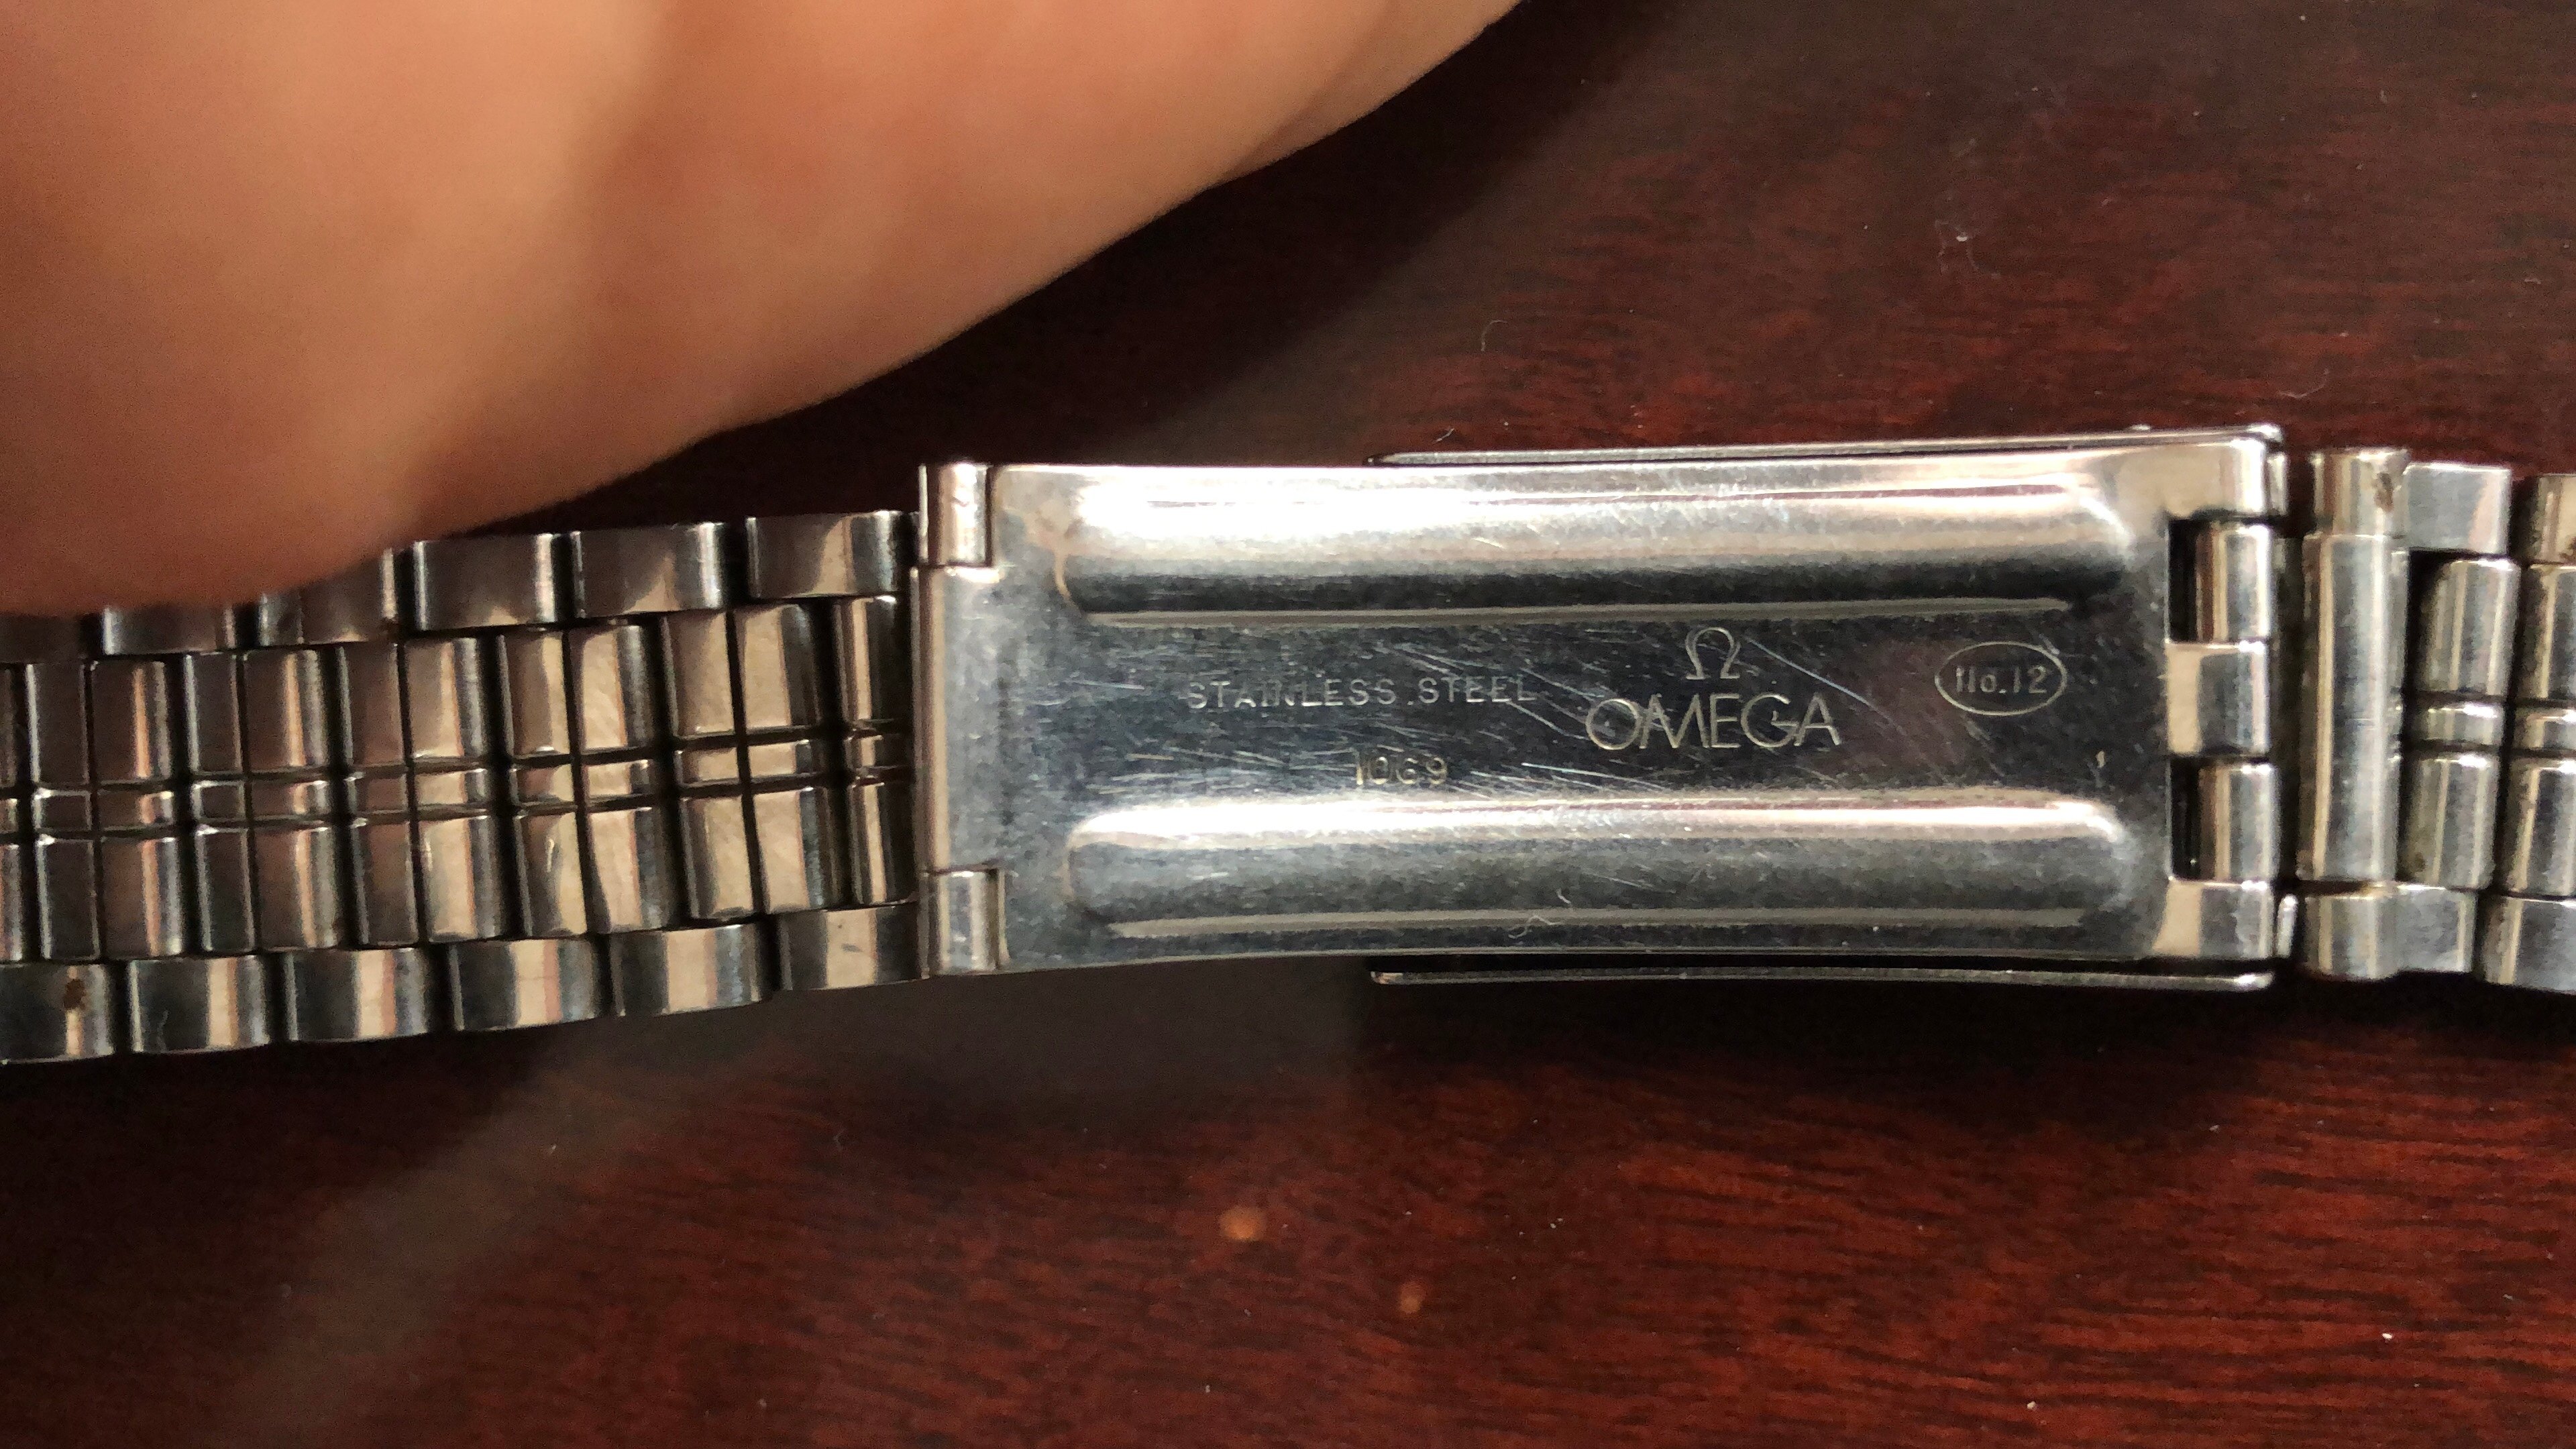 STAINLESS STEEL
1069
Ω
OMEGA
No.12